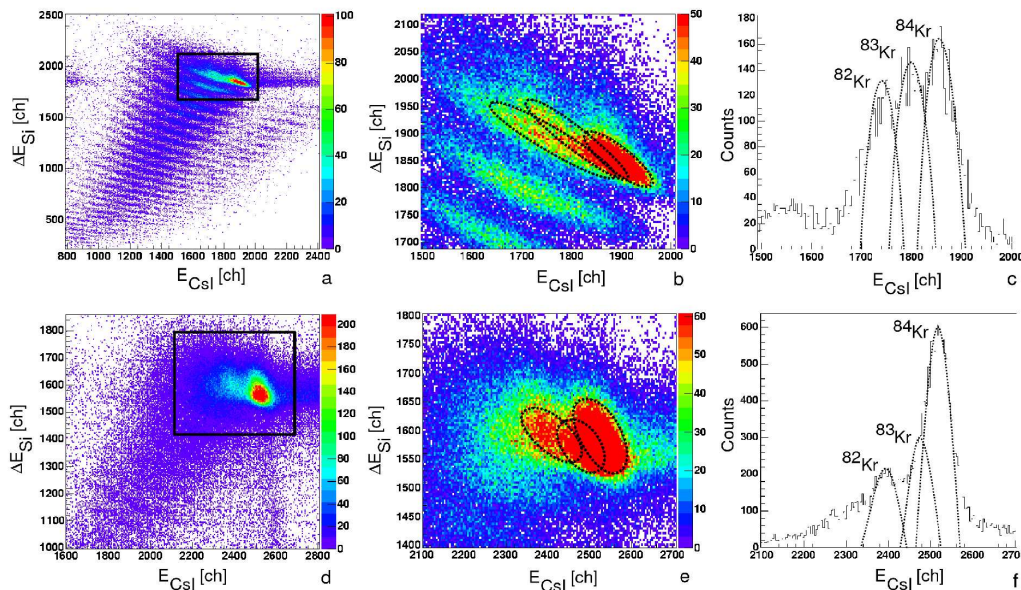 2500
2000
1500
1000
500
800 1000 1200 1400 1600 1800 2000 2200 2400
ΔE_Si [ch]
E_CsI [ch]
a
100
80
60
40
20
0
2100
2050
2000
1950
1900
1850
1800
1750
1700
1500 1600 1700 1800 1900 2000
ΔE_Si [ch]
E_CsI [ch]
b
50
40
30
20
10
0
180
160
140
120
100
80
60
40
20
0
1500 1600 1700 1800 1900 2000
Counts
82Kr
83Kr
84Kr
E_CsI [ch]
c
1800
1700
1600
1500
1400
1300
1200
1100
1000
1600 1800 2000 2200 2400 2600 2800
ΔE_Si [ch]
E_CsI [ch]
d
200
180
160
140
120
100
80
60
40
20
0
1750
1700
1650
1600
1550
1500
1450
1400
2100 2200 2300 2400 2500 2600 2700
ΔE_Si [ch]
E_CsI [ch]
e
60
50
40
30
20
10
0
600
500
400
300
200
100
0
2100 2200 2300 2400 2500 2600 2700
Counts
82Kr
83Kr
84Kr
E_CsI [ch]
f